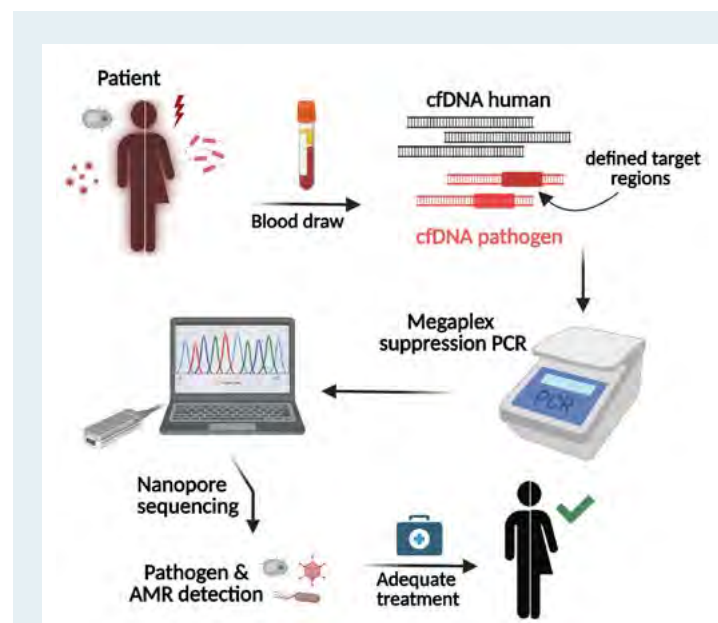 Patient
cfDNA human
defined target
regions
Blood draw
cfDNA pathogen
Megaplex
suppression PCR
PCR
Nanopore
sequencing
Pathogen &
AMR detection
Adequate
treatment